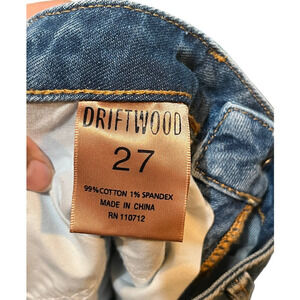 DRIFTWOOD
27
99%COTTON 1% SPANDEX
MADE IN CHINA
RN 110712